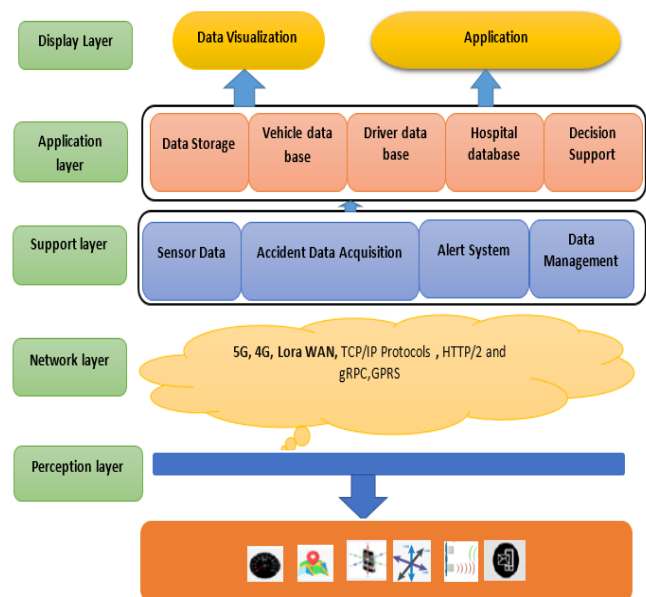 Display Layer
Data Visualization
Application
Application
layer
Data Storage
Vehicle data
base
Driver data
base
Hospital
database
Decision
Support
Support layer
Sensor Data
Accident Data Acquisition
Alert System
Data
Management
Network layer
5G, 4G, Lora WAN, TCP/IP Protocols , HTTP/2 and
gRPC,GPRS
Perception layer